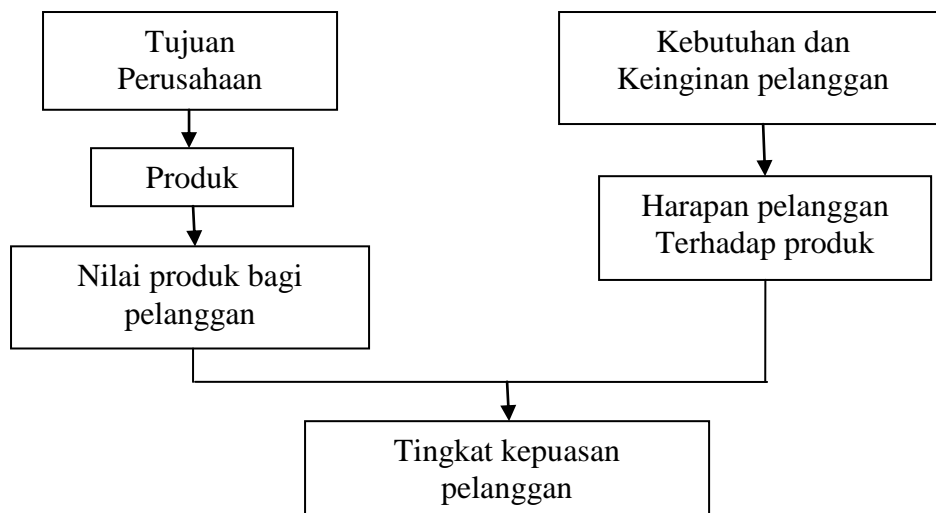 Tujuan
Perusahaan
Kebutuhan dan
Keinginan pelanggan
Produk
Harapan pelanggan
Terhadap produk
Nilai produk bagi
pelanggan
Tingkat kepuasan
pelanggan